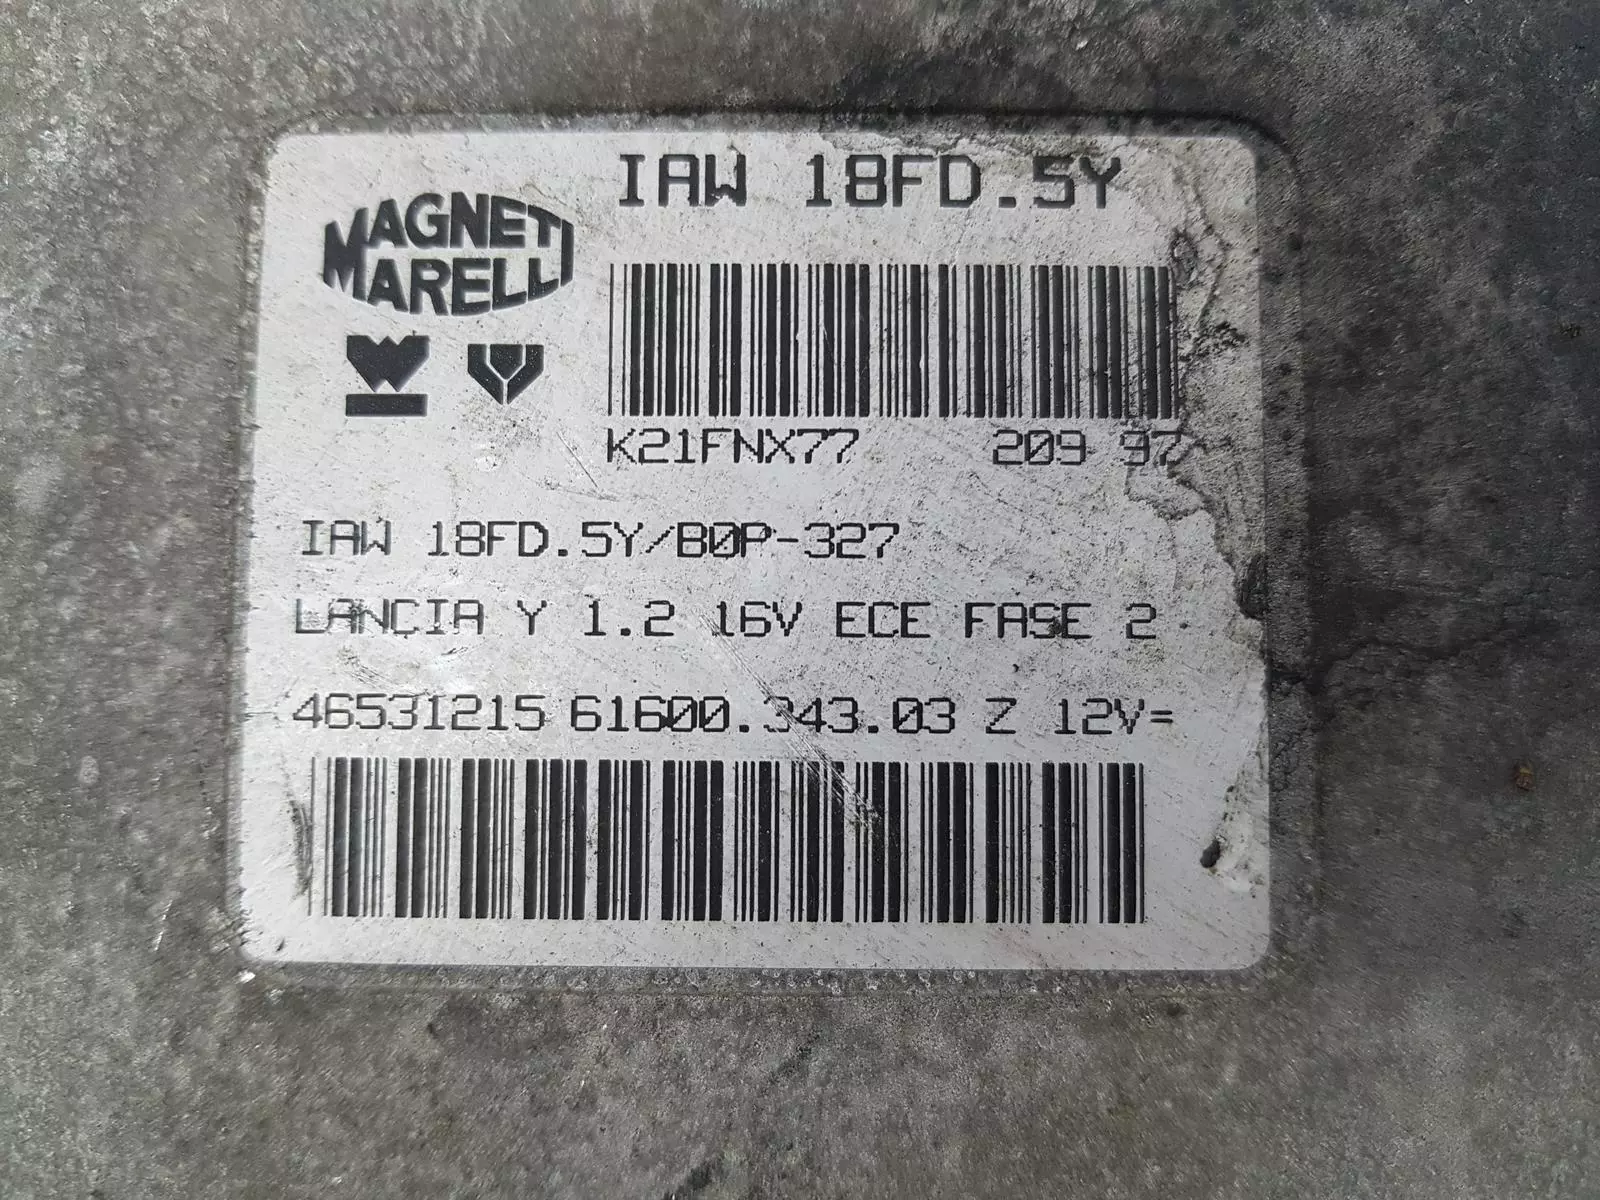 IAW 18FD.5Y
MAGNETI
MARELLI
K21FNX77 209 97
IAW 18FD.5Y/B0P-327
LANCIA Y 1.2 16V ECE FASE 2
46531215 61600.343.03 Z 12V=